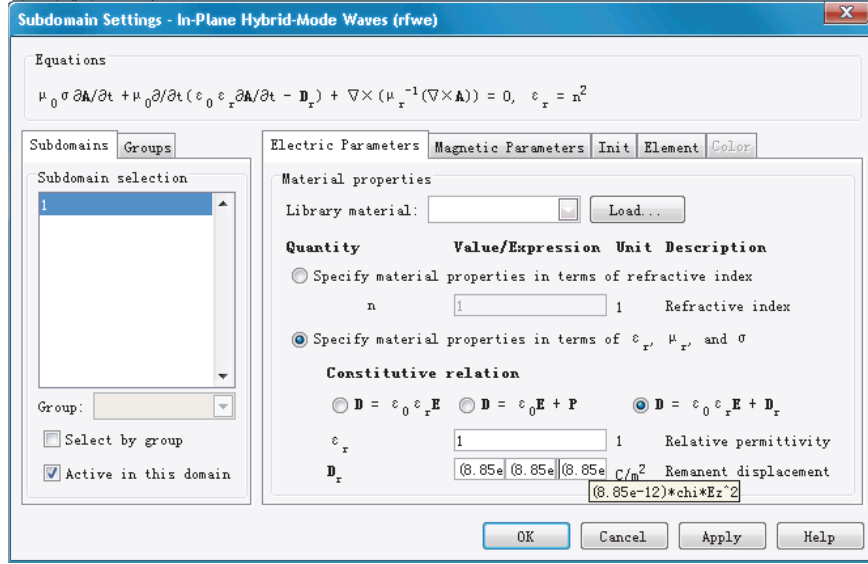 Subdomain Settings - In-Plane Hybrid-Mode Waves (rfwe)
Equations
μ₀ σ ∂A/∂t + μ₀∂/∂t(ε₀ εᵣ∂A/∂t - Dᵣ) + ∇×(μᵣ⁻¹(∇×A)) = 0, εᵣ = n²
Subdomains Groups
Electric Parameters Magnetic Parameters Init Element Color
Subdomain selection
1
Material properties
Library material: Load...
Quantity Value/Expression Unit Description
Specify material properties in terms of refractive index
n 1 1 Refractive index
Specify material properties in terms of εᵣ, μᵣ, and σ
Constitutive relation
D = ε₀εᵣE D = ε₀E + P D = ε₀εᵣE + Dᵣ
Group:
Select by group
Active in this domain
εᵣ 1 1 Relative permittivity
Dᵣ (8.85e (8.85e (8.85e C/m² Remanent displacement
(8.85e-12)*chi*Ez^2
OK Cancel Apply Help